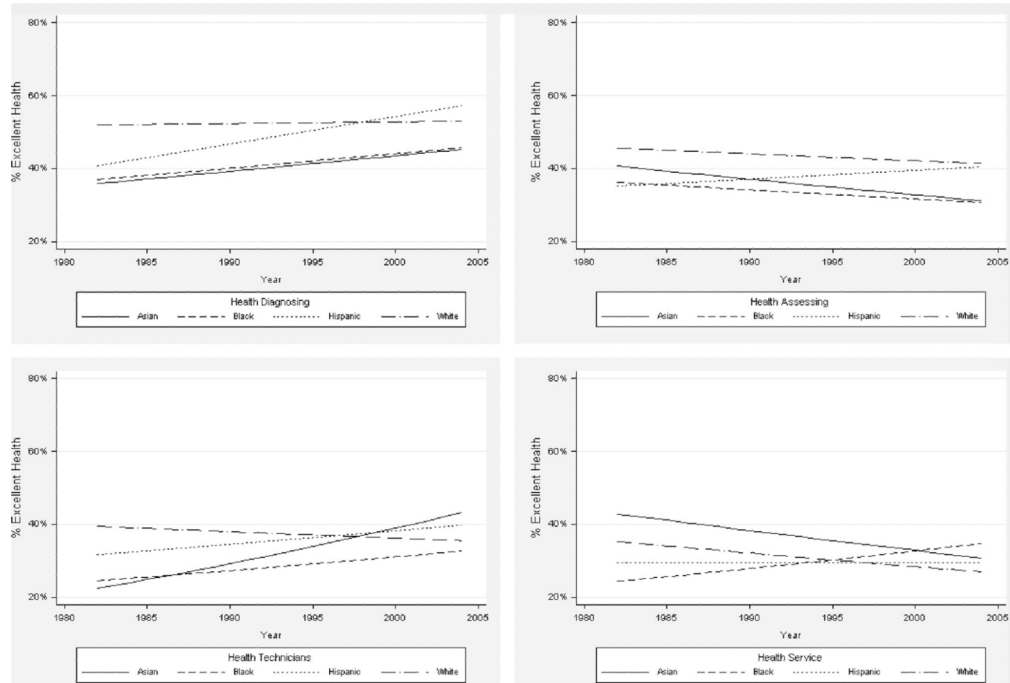 80%
60%
40%
20%
% Excellent Health
1980 1985 1990 1995 2000 2005
Year
Health Diagnosing
Asian Black Hispanic White
80%
60%
40%
20%
% Excellent Health
1980 1985 1990 1995 2000 2005
Year
Health Assessing
Asian Black Hispanic White
80%
60%
40%
20%
% Excellent Health
1980 1985 1990 1995 2000 2005
Year
Health Technicians
Asian Black Hispanic White
80%
60%
40%
20%
% Excellent Health
1980 1985 1990 1995 2000 2005
Year
Health Service
Asian Black Hispanic White